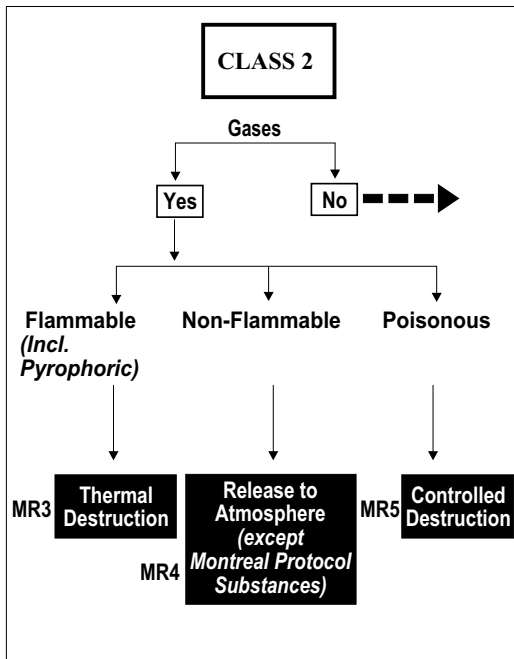 CLASS 2
Gases
Yes
No
Flammable
(Incl.
Pyrophoric)
Non-Flammable
Poisonous
MR3
Thermal
Destruction
MR4
Release to
Atmosphere
(except
Montreal Protocol
Substances)
MR5
Controlled
Destruction